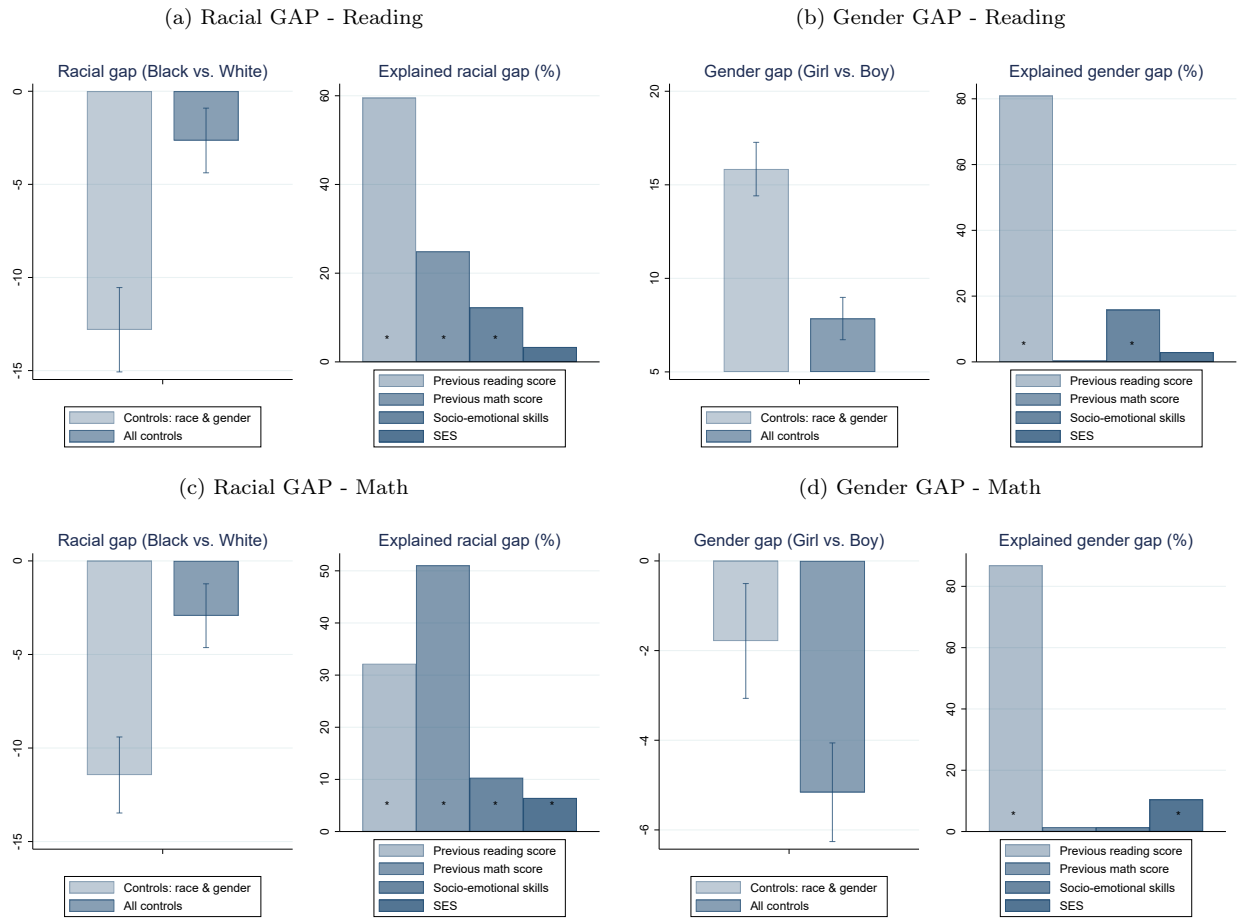 (a) Racial GAP - Reading
Racial gap (Black vs. White)
0
-5
-10
-15
Controls: race & gender
All controls
Explained racial gap (%)
60
40
20
0
* * *
Previous reading score
Previous math score
Socio-emotional skills
SES
(b) Gender GAP - Reading
Gender gap (Girl vs. Boy)
20
15
10
5
Controls: race & gender
All controls
Explained gender gap (%)
80
60
40
20
0
* *
Previous reading score
Previous math score
Socio-emotional skills
SES
(c) Racial GAP - Math
Racial gap (Black vs. White)
0
-5
-10
-15
Controls: race & gender
All controls
Explained racial gap (%)
50
40
30
20
10
0
* * * *
Previous reading score
Previous math score
Socio-emotional skills
SES
(d) Gender GAP - Math
Gender gap (Girl vs. Boy)
0
-2
-4
-6
Controls: race & gender
All controls
Explained gender gap (%)
80
60
40
20
0
* *
Previous reading score
Previous math score
Socio-emotional skills
SES